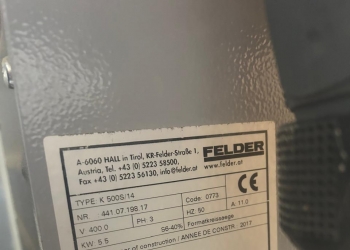 A-6060 HALL in Tirol, KR-Felder-Straße 1,
Austria, Tel. +43 (0) 5223 58500,
Fax +43 (0) 5223 56130, info@felder.at
FELDER
www.felder.at
TYPE: K 500S/14
Code: 0773
NR 441.07.198.17
V 400.0 PH: 3 HZ: 50 A: 11.0
KW 5.5 S6-40% Formatkreissaege
of construction / ANNEE DE CONSTR 2017
CE